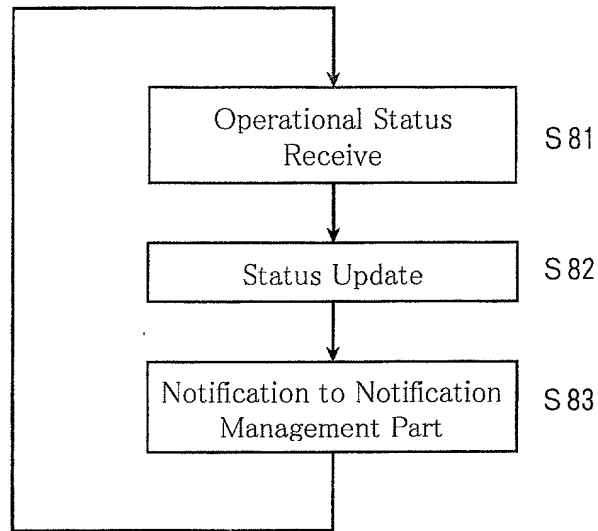 Operational Status
Receive
S81
Status Update
S82
Notification to Notification
Management Part
S83